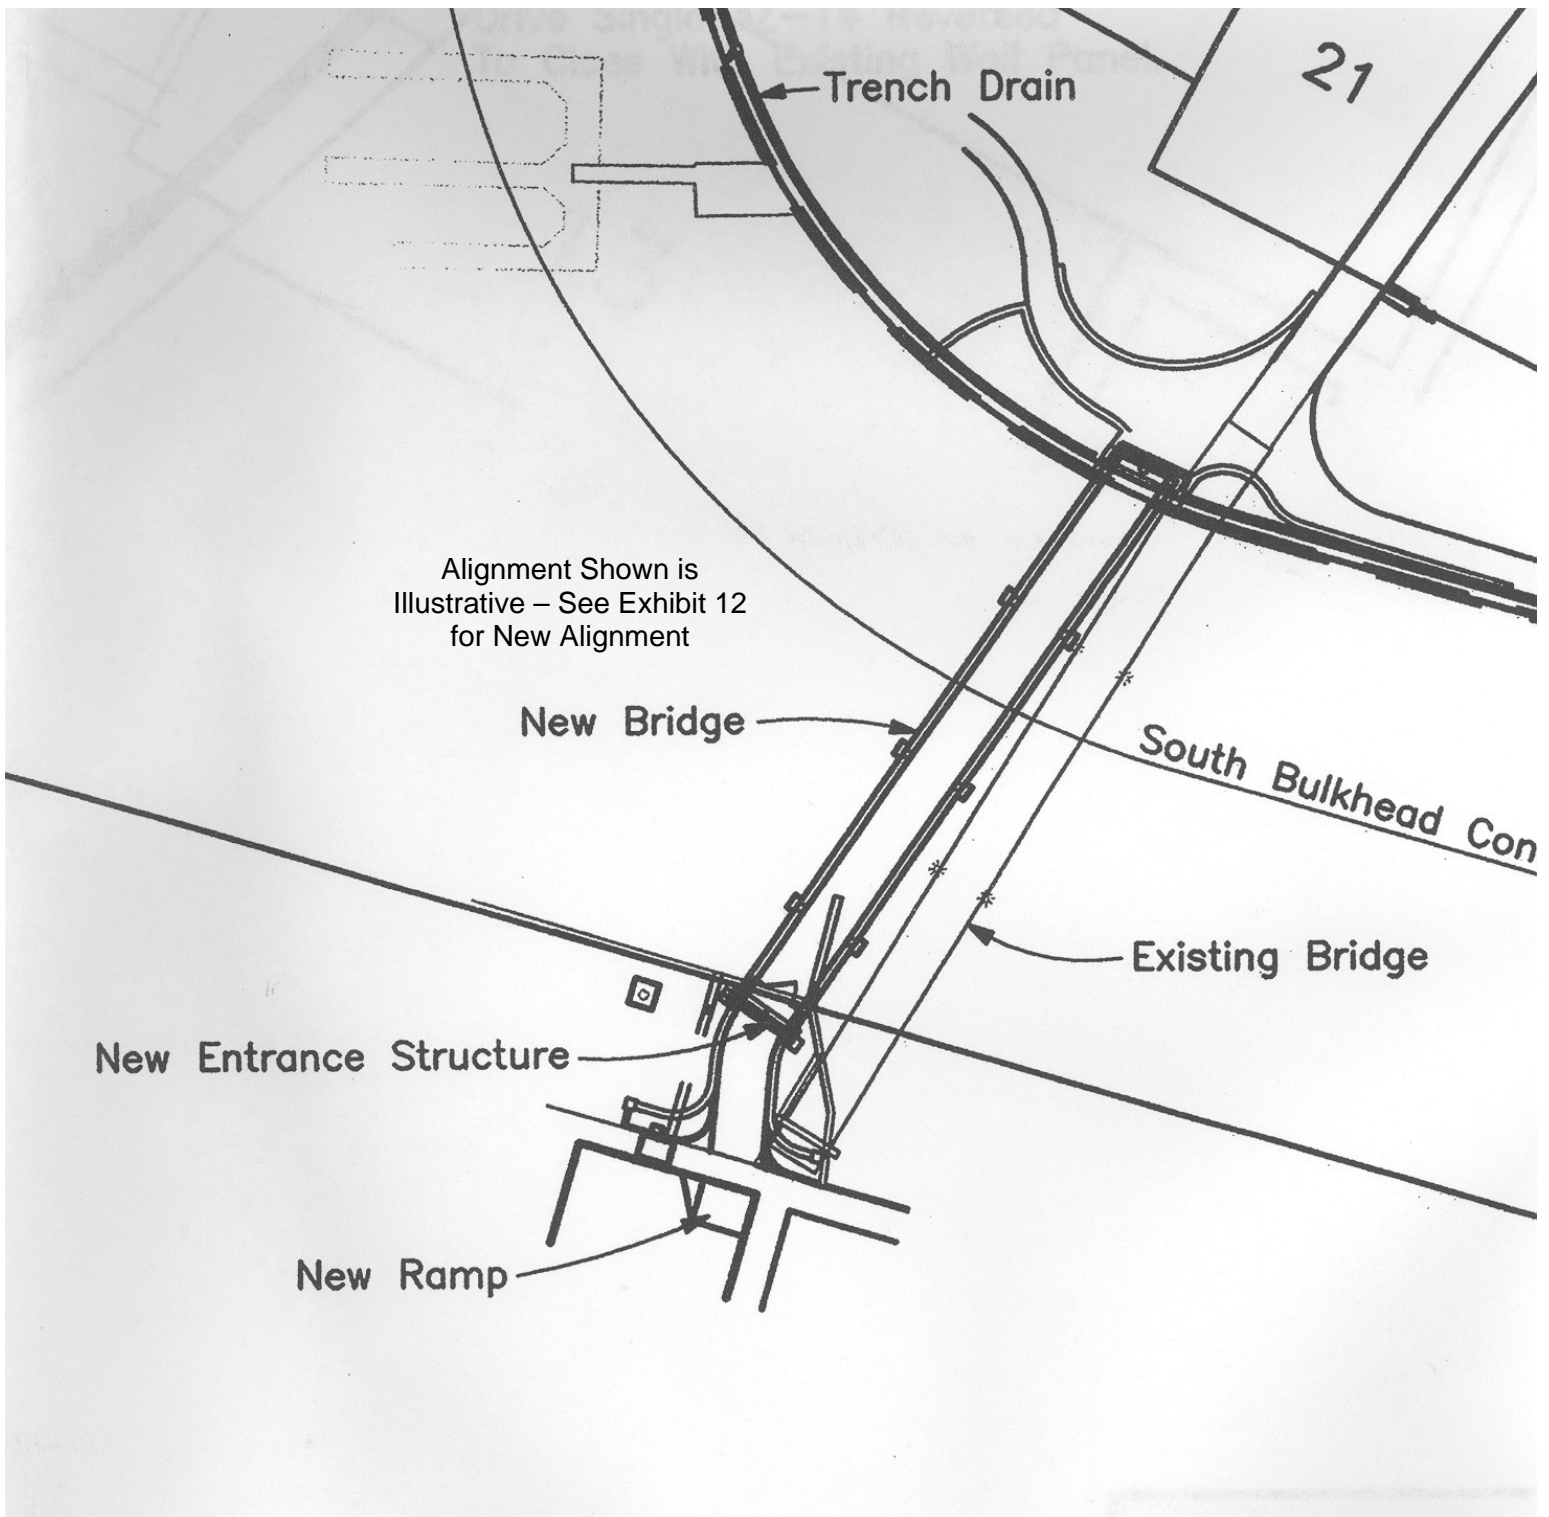 21
Trench Drain
Alignment Shown is
Illustrative – See Exhibit 12
for New Alignment
New Bridge
South Bulkhead Con
Existing Bridge
New Entrance Structure
New Ramp